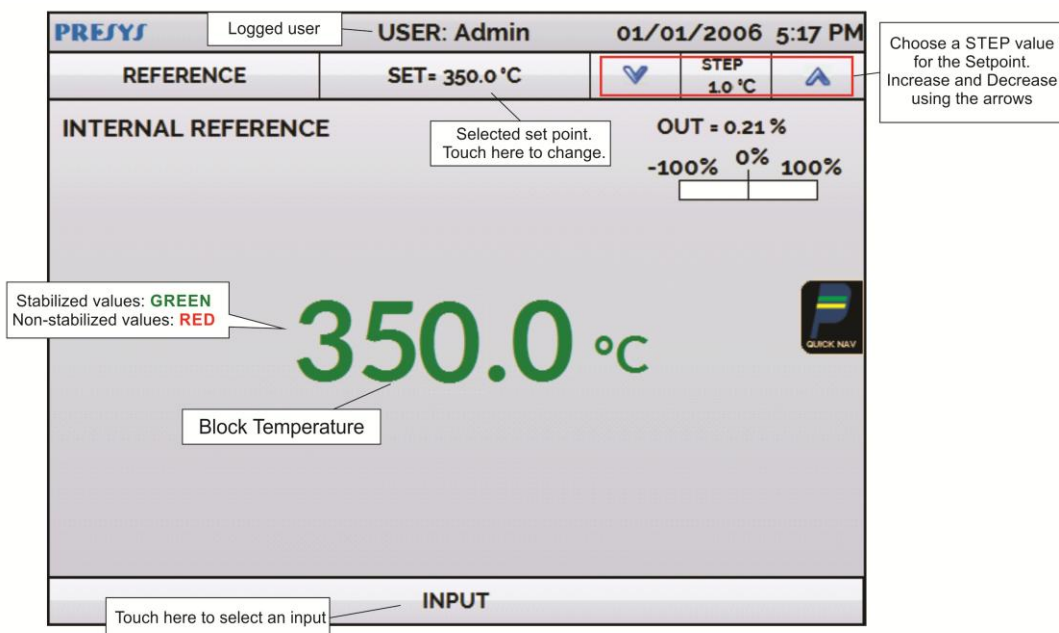 PRESYS
Logged user
USER: Admin
01/01/2006 5:17 PM
REFERENCE
SET= 350.0 °C
STEP
1.0 °C
Choose a STEP value
for the Setpoint.
Increase and Decrease
using the arrows
INTERNAL REFERENCE
Selected set point.
Touch here to change.
OUT = 0.21 %
-100% 0% 100%
Stabilized values: GREEN
Non-stabilized values: RED
350.0 °C
QUICK NAV
Block Temperature
INPUT
Touch here to select an input